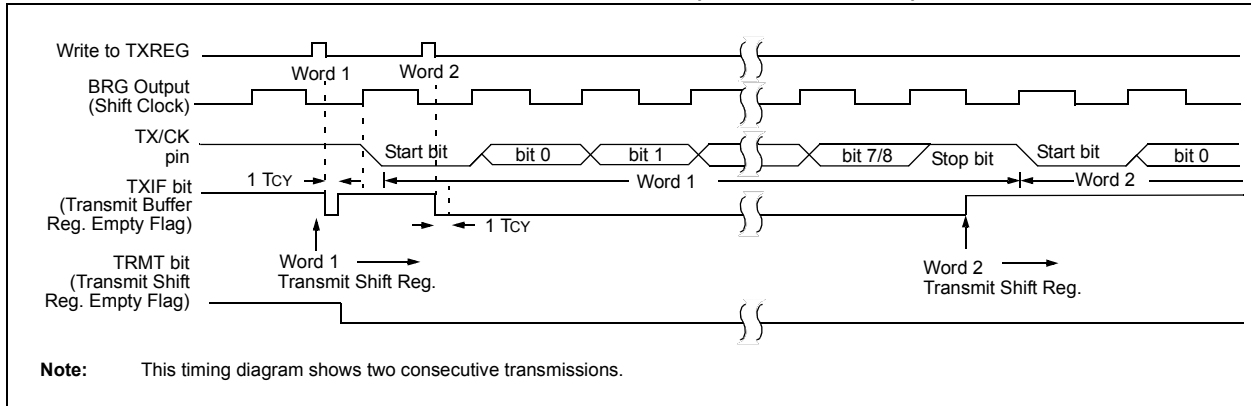 Write to TXREG
Word 1
Word 2
BRG Output
(Shift Clock)
TX/CK
pin
Start bit
bit 0
bit 1
bit 7/8
Stop bit
Start bit
bit 0
1 TCY
Word 1
Word 2
TXIF bit
(Transmit Buffer
Reg. Empty Flag)
1 TCY
Word 1
Transmit Shift Reg.
Word 2
Transmit Shift Reg.
TRMT bit
(Transmit Shift
Reg. Empty Flag)
Note: This timing diagram shows two consecutive transmissions.